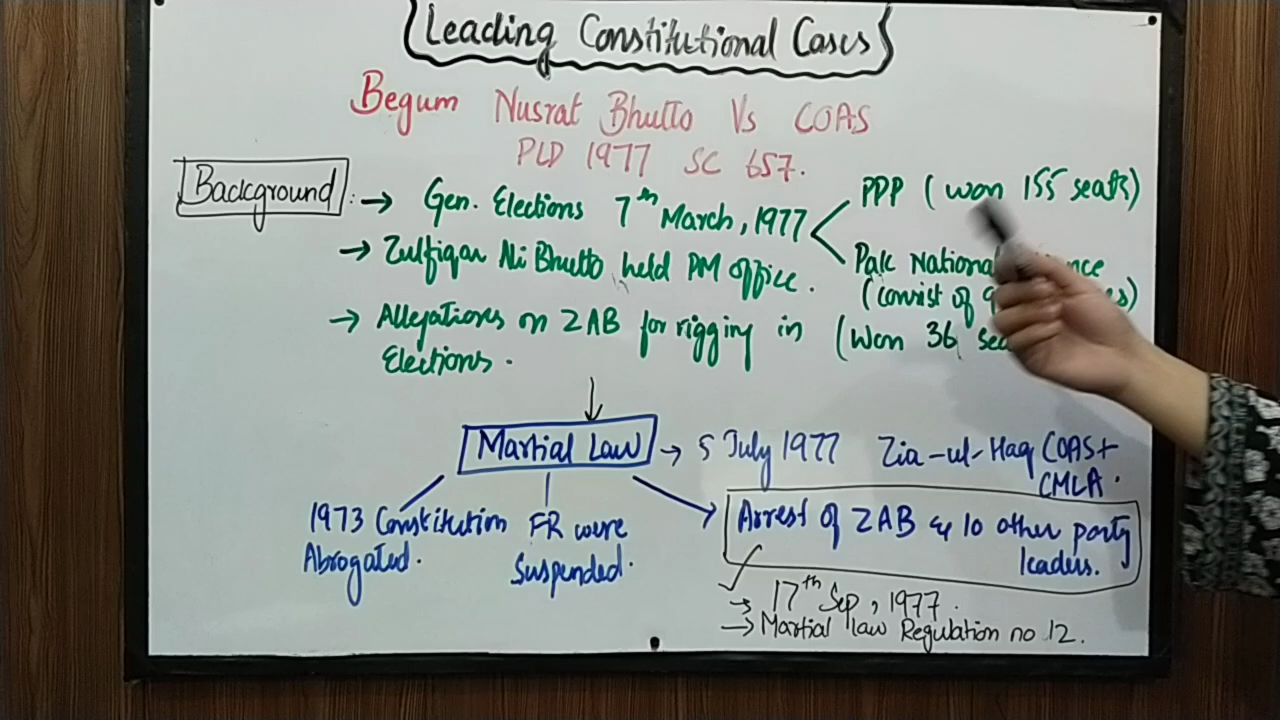 Leading Constitutional Cases
Begum Nusrat Bhutto Vs COAS
PLD 1977 SC 657.
Background :→ Gen. Elections 7th March, 1977
PPP (won 155 seats)
Pak National
(consist of 9
(Won 36
→ Zulfiqar Ali Bhutto held PM office.
→ Allegations on ZAB for rigging in
Elections.
Martial Law → 5 July 1977 Zia-ul-Haq COAS+
CMLA.
1973 Constitution
Abrogated.
FR were
Suspended.
Arrest of ZAB & 10 other party
leaders.
→ 17th Sep, 1977.
→ Martial law Regulation no 12.